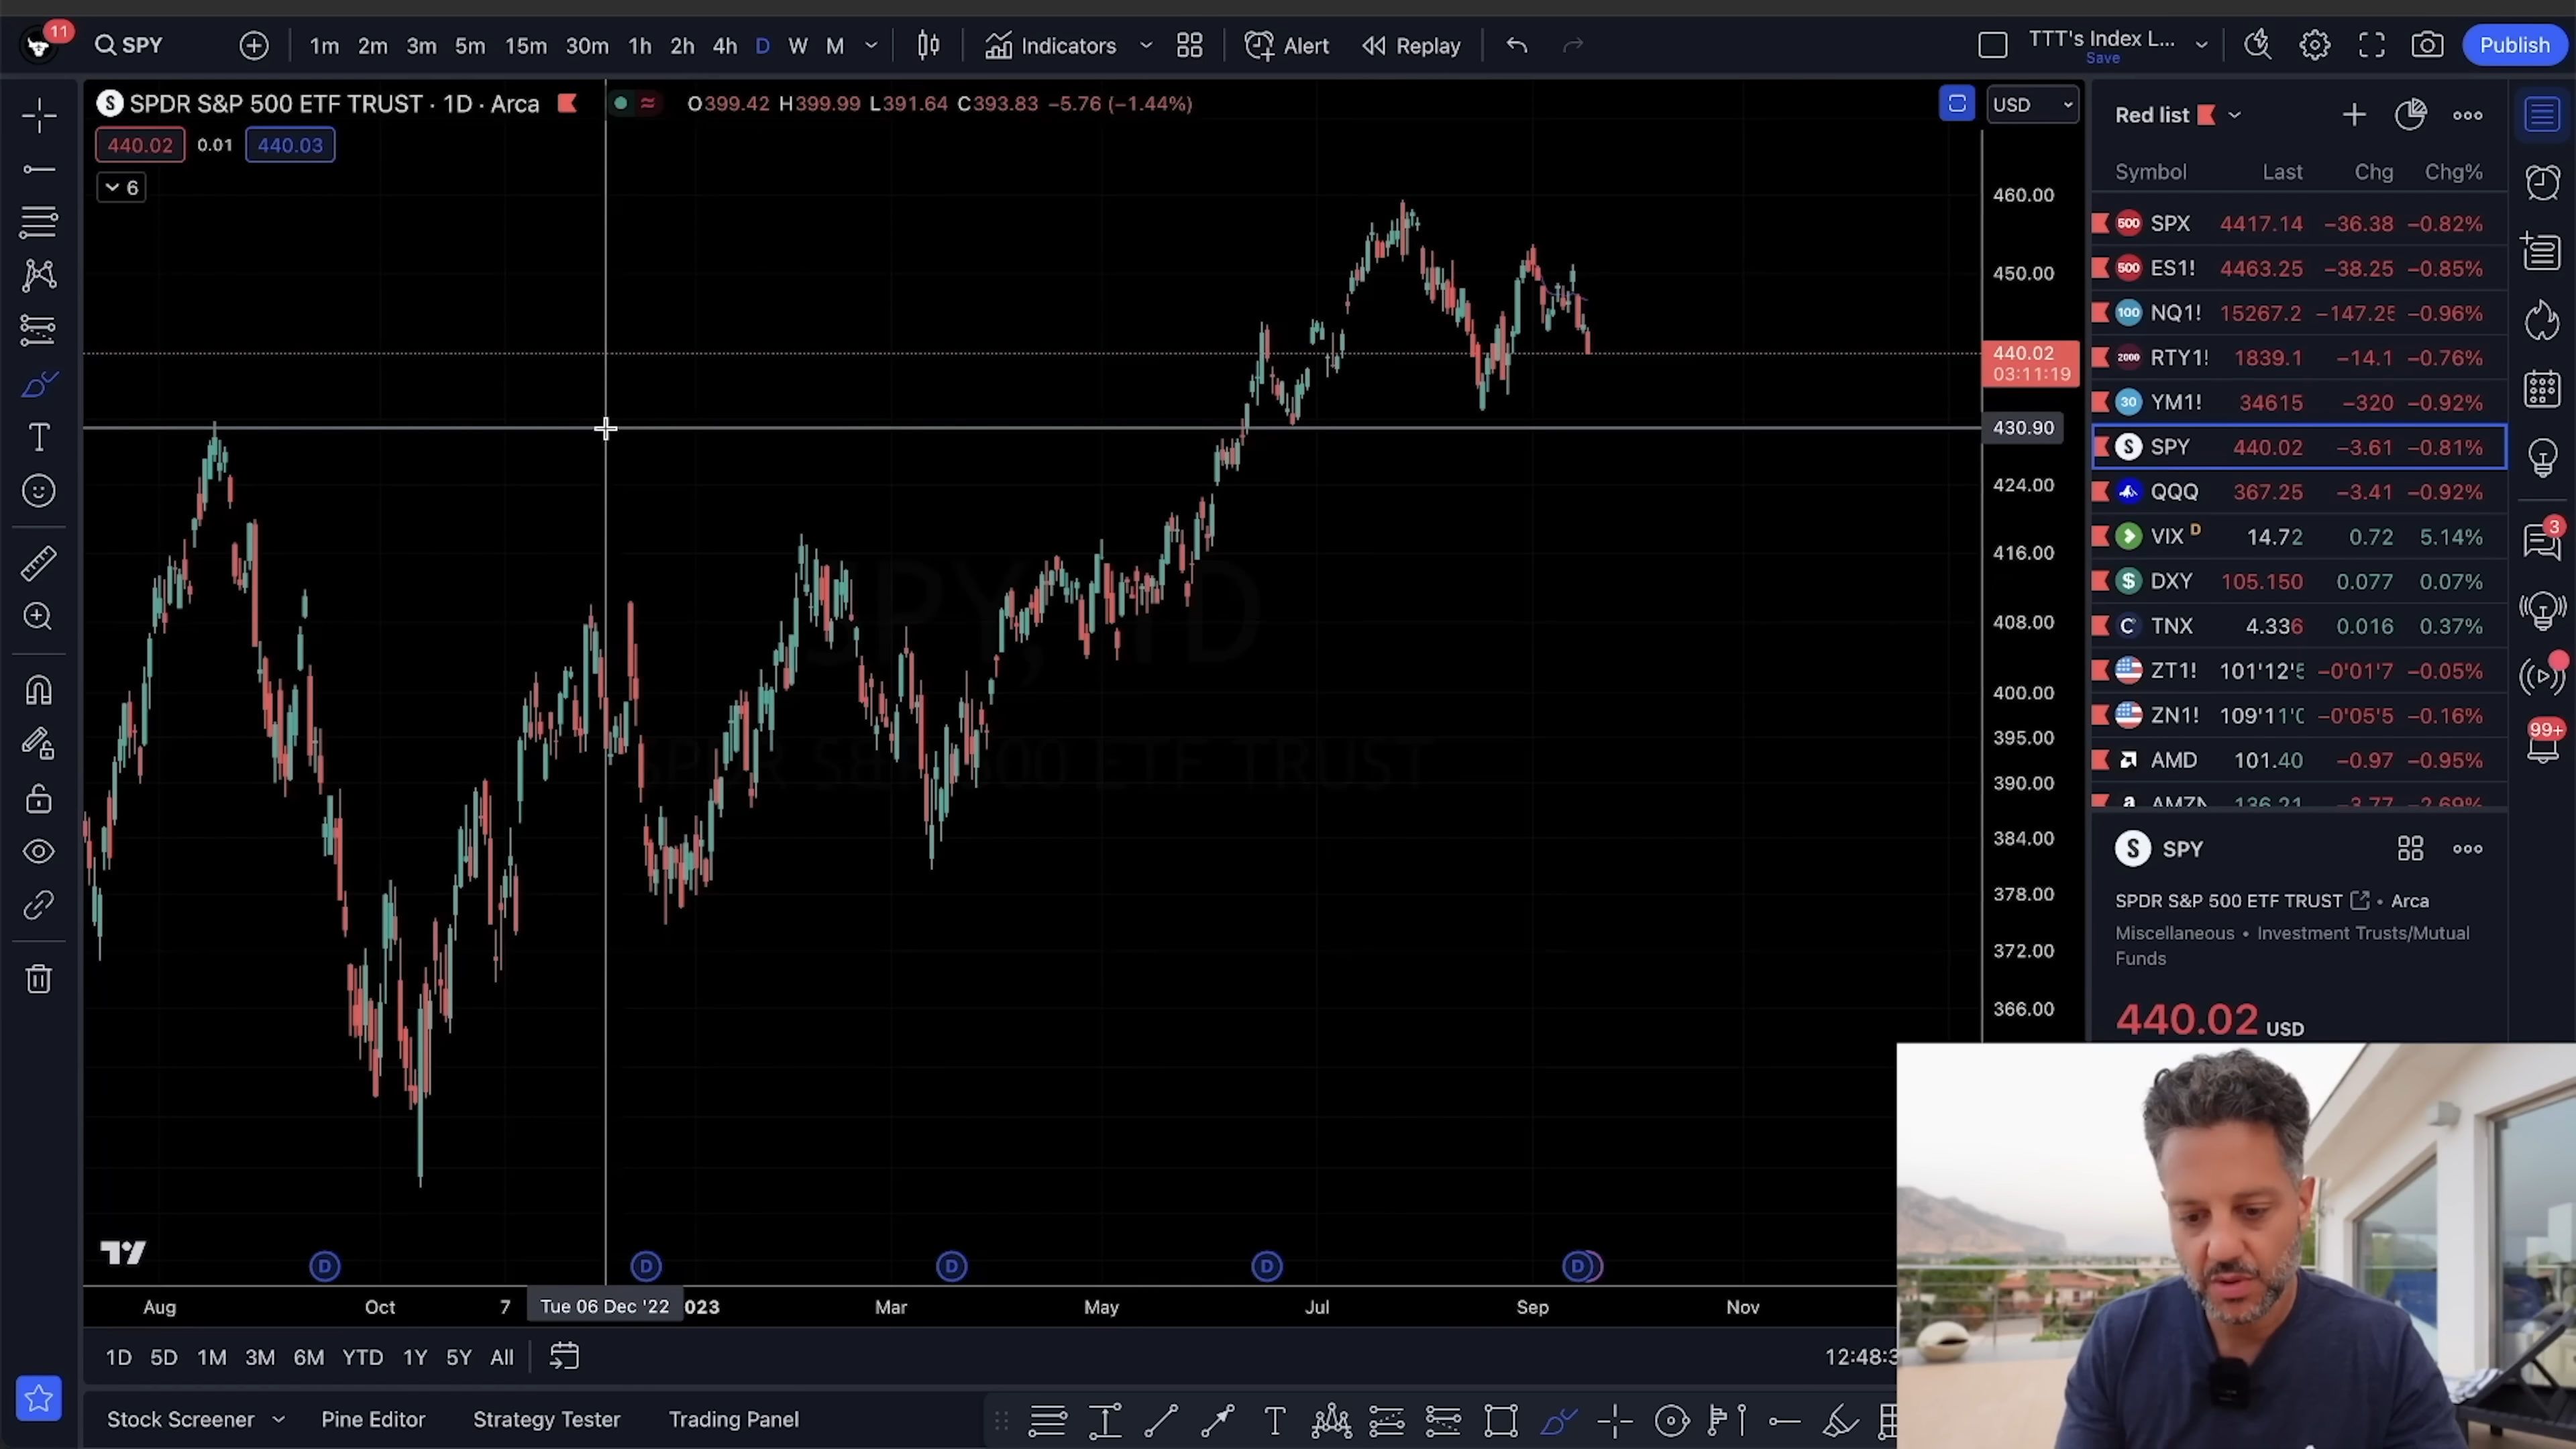 11
SPY
1m 2m 3m 5m 15m 30m 1h 2h 4h D W M
Indicators
Alert
Replay
TTT's Index L...
Save
Publish
SPDR S&P 500 ETF TRUST · 1D · Arca
O399.42 H399.99 L391.64 C393.83 −5.76 (−1.44%)
440.02 0.01 440.03
6
USD
460.00
450.00
440.02
03:11:19
430.90
424.00
416.00
408.00
400.00
395.00
390.00
384.00
378.00
372.00
366.00
SPY, 1D
SPDR S&P 500 ETF TRUST
D D D D D
Aug Oct 7 Tue 06 Dec '22 023 Mar May Jul Sep Nov
1D 5D 1M 3M 6M YTD 1Y 5Y All
12:48:3
Stock Screener Pine Editor Strategy Tester Trading Panel
Red list
Symbol Last Chg Chg%
500 SPX 4417.14 −36.38 −0.82%
500 ES1! 4463.25 −38.25 −0.85%
100 NQ1! 15267.2 −147.25 −0.96%
2000 RTY1! 1839.1 −14.1 −0.76%
30 YM1! 34615 −320 −0.92%
S SPY 440.02 −3.61 −0.81%
QQQ 367.25 −3.41 −0.92%
VIX D 14.72 0.72 5.14%
$ DXY 105.150 0.077 0.07%
C TNX 4.336 0.016 0.37%
ZT1! 101'12'5 −0'01'7 −0.05%
ZN1! 109'11'0 −0'05'5 −0.16%
AMD 101.40 −0.97 −0.95%
a AMZN 136.21 −3.77 −2.69%
S SPY
SPDR S&P 500 ETF TRUST • Arca
Miscellaneous • Investment Trusts/Mutual
Funds
440.02 USD
3
99+